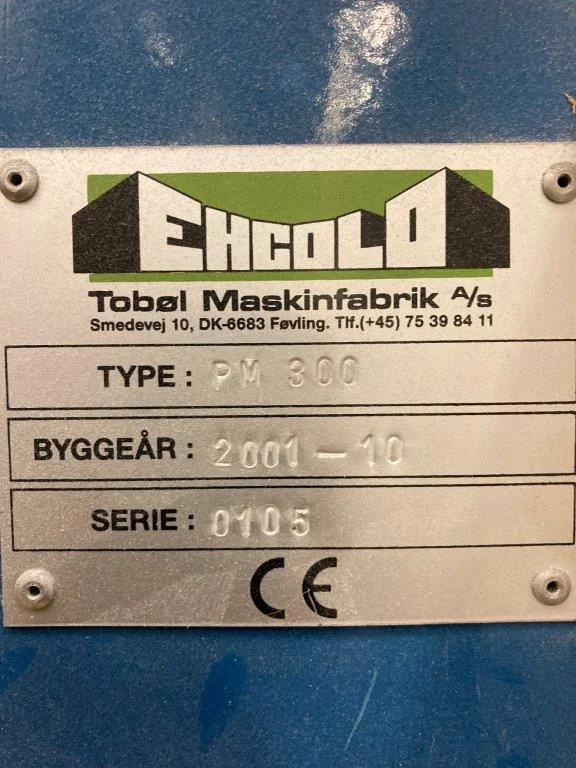 EHCOLO
Tobøl Maskinfabrik A/s
Smedevej 10, DK-6683 Føvling. Tlf.(+45) 75 39 84 11
TYPE : PM 300
BYGGEÅR : 2001-10
SERIE : 0105
CE